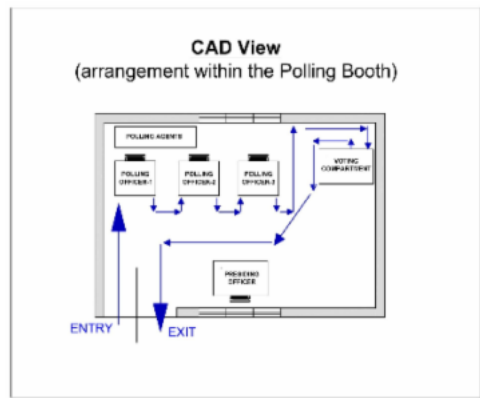 CAD View
(arrangement within the Polling Booth)
POLLING AGENTS
POLLING
OFFICER-1
POLLING
OFFICER-2
POLLING
OFFICER-3
VOTING
COMPARTMENT
PRESIDING
OFFICER
ENTRY
EXIT